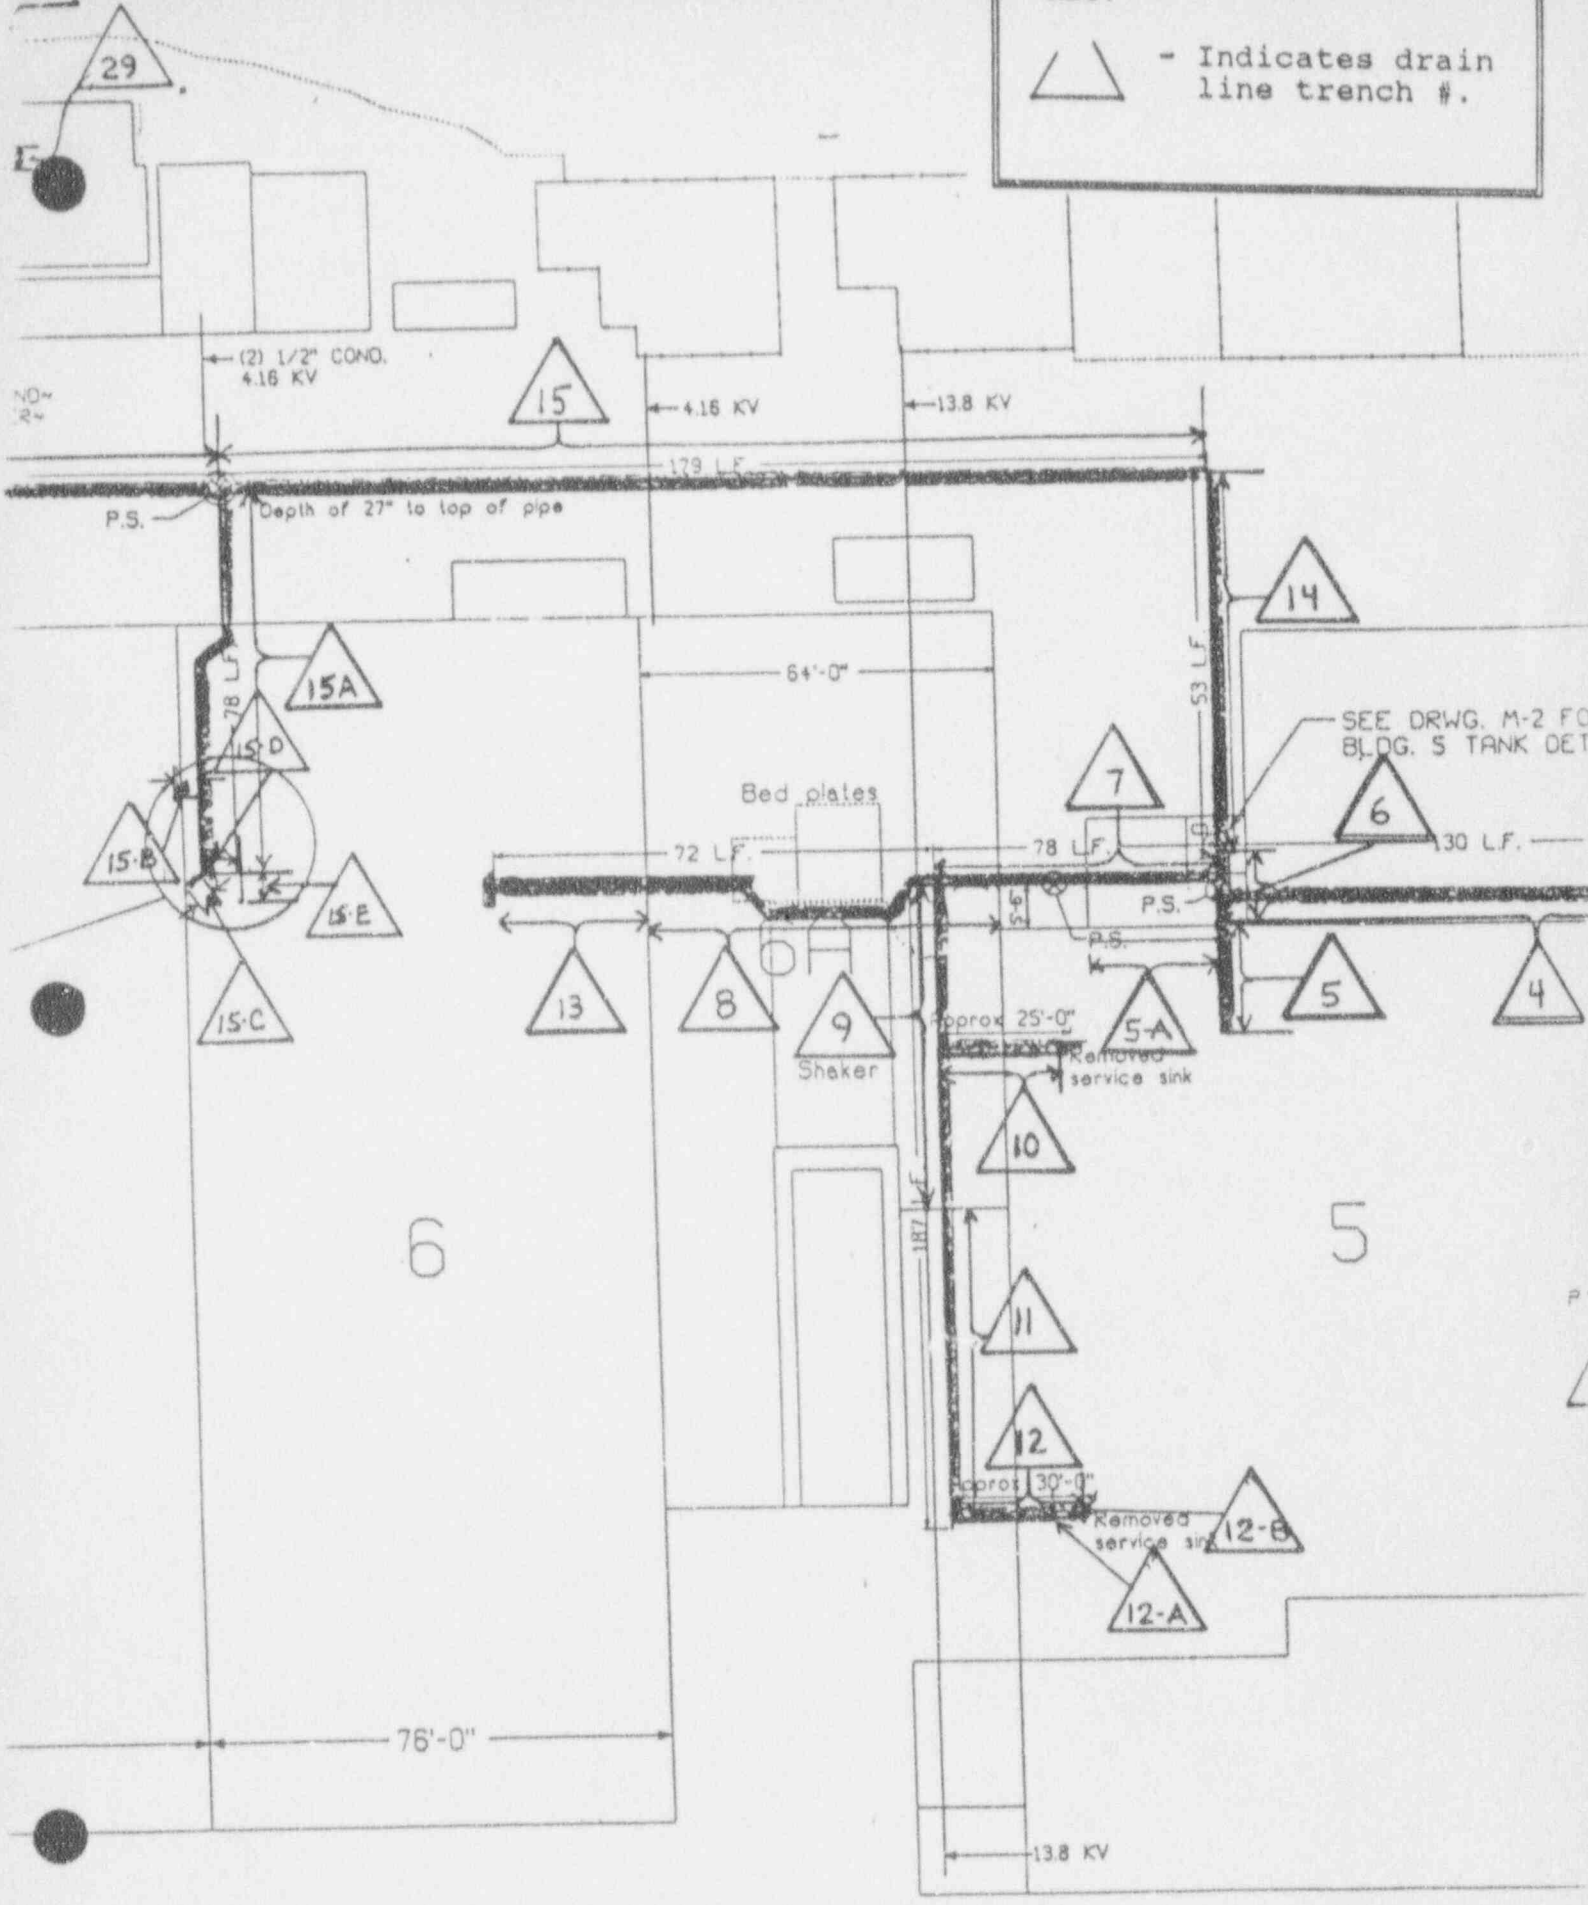 - Indicates drain
line trench #.
29
(2) 1/2" COND.
4.16 KV
15
4.16 KV
13.8 KV
179 L.F.
P.S.
Depth of 27" to top of pipe
14
15A
64'-0"
53 L.F.
78 L.F.
SEE DRWG. M-2 FO
BLDG. 5 TANK DET
15-D
7
6
Bed plates
15-B
72 L.F.
78 L.F.
130 L.F.
15-E
5'-6"
P.S.
P.S.
15-C
13
8
9
5-A
5
4
Approx 25'-0"
Shaker
Removed
service sink
10
187 L.F.
6
5
11
12
Approx 30'-0"
Removed
service sink
12-B
12-A
76'-0"
13.8 KV